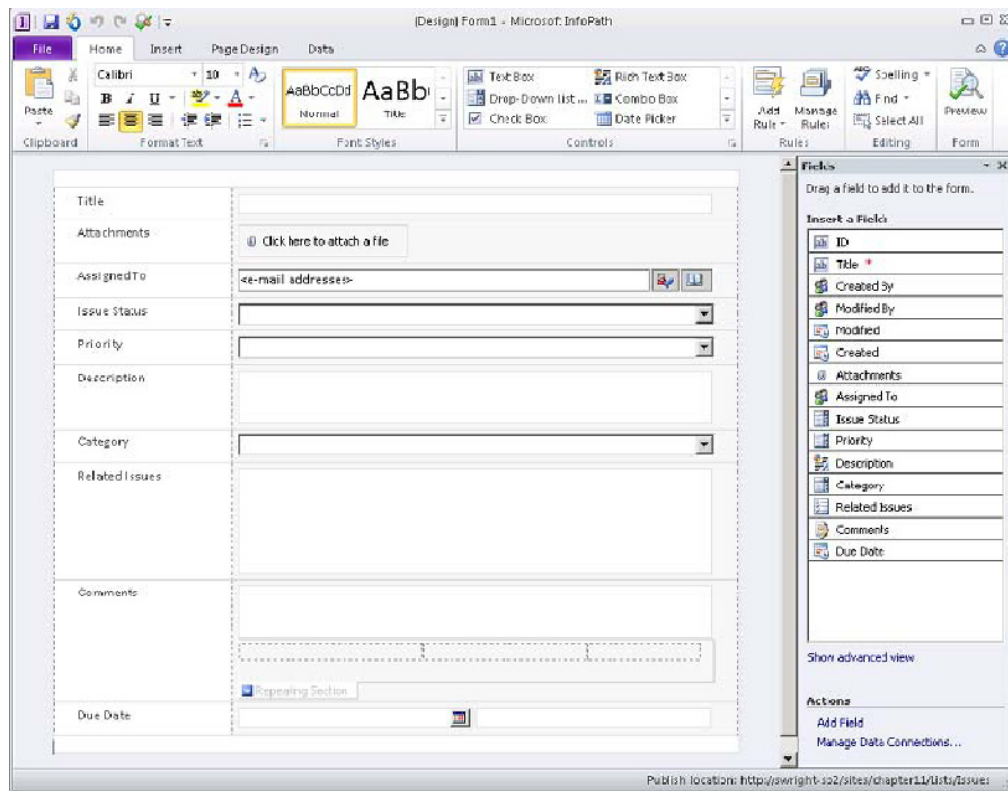 (Design) Form1 - Microsoft InfoPath
File Home Insert Page Design Data
Paste
Calibri 10
B I U
AaBbCcDd Normal
AaBb Title
Text Box Rich Text Box
Drop-Down List ... Combo Box
Check Box Date Picker
Add Rule
Manage Rules
Spelling
Find
Select All
Preview
Clipboard Format Text Font Styles Controls Rules Editing Form
Title
Attachments
Click here to attach a file
AssignedTo
<e-mail addresses>
Issue Status
Priority
Description
Category
Related Issues
Comments
Repeating Section
Due Date
Fields
Drag a field to add it to the form.
Insert a Field:
ID
Title *
Created By
Modified By
Modified
Created
Attachments
Assigned To
Issue Status
Priority
Description
Category
Related Issues
Comments
Due Date
Show advanced view
Actions
Add Field
Manage Data Connections...
Publish location: http://swright-sp2/sites/chapter11/Lists/Issues